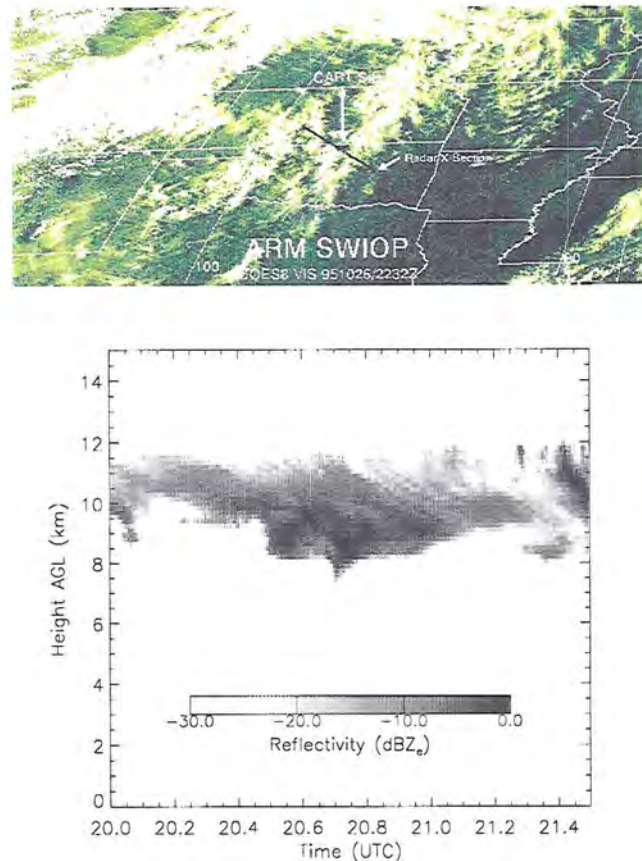 CART
Radar X-Section
ARM SWIOP
100
GOES8 VIS 951026/2232Z
90
14
12
10
8
6
4
2
0
Height AGL (km)
-30.0 -20.0 -10.0 0.0
Reflectivity (dBZe)
20.0 20.2 20.4 20.6 20.8 21.0 21.2 21.4
Time (UTC)